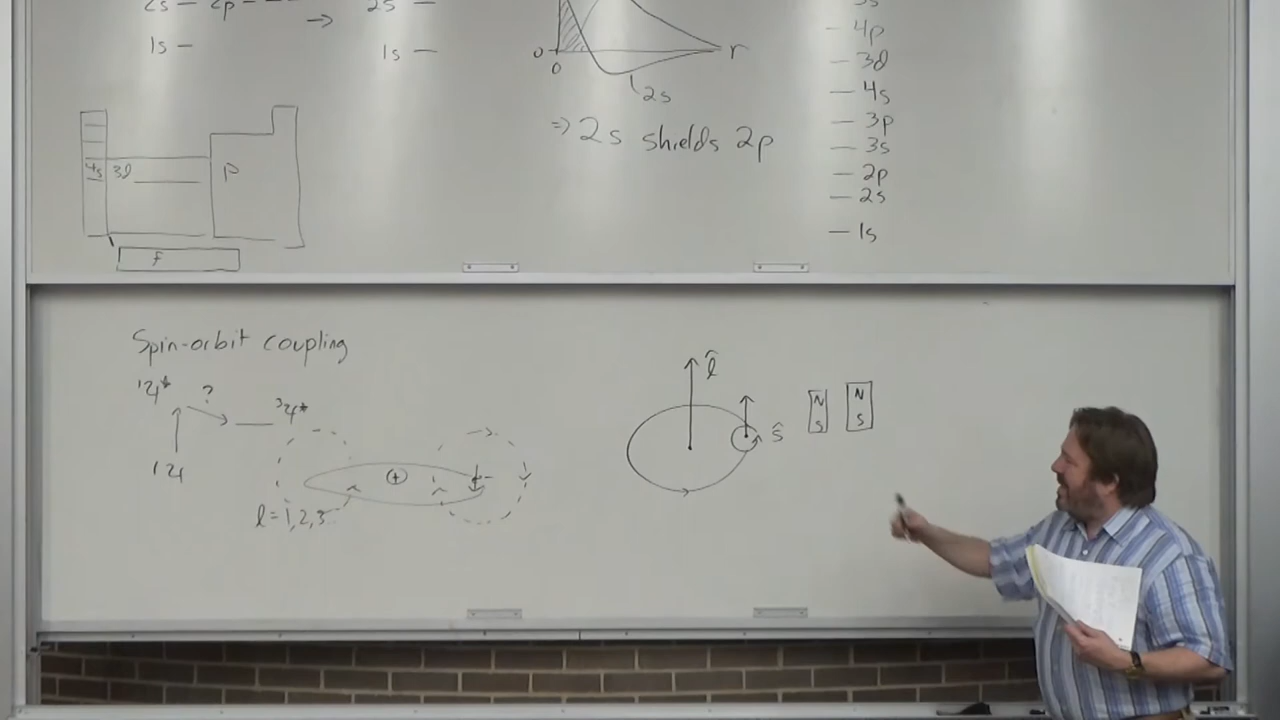 2s — 2p — — —
→
2s —
1s —
1s —
0
0
r
2s
⇒ 2s shields 2p
5s
— 4p
— 3d
— 4s
— 3p
— 3s
— 2p
— 2s
— 1s
4s 3d
p
f
Spin-orbit coupling
¹ψ* ? ³ψ*
¹ψ
+
-
l = 1, 2, 3
l̂
ŝ
N N
S S